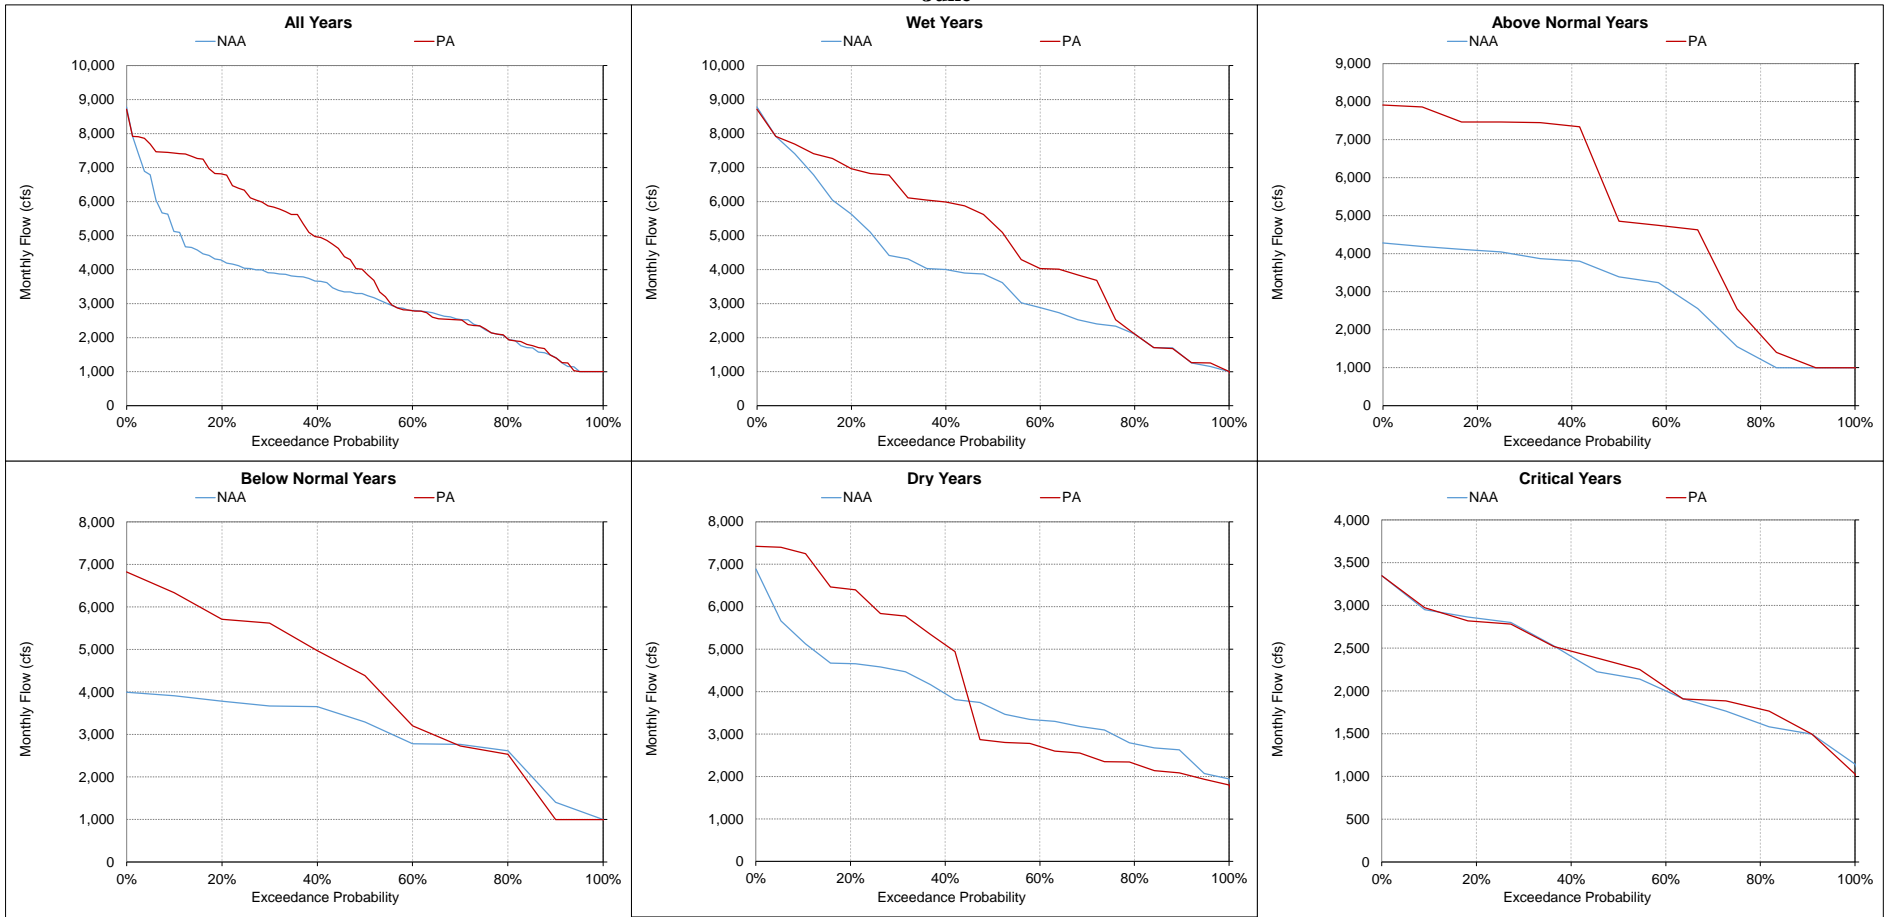 All Years
NAA PA
10,000
9,000
8,000
7,000
6,000
5,000
4,000
3,000
2,000
1,000
0
Monthly Flow (cfs)
0% 20% 40% 60% 80% 100%
Exceedance Probability
Wet Years
NAA PA
10,000
9,000
8,000
7,000
6,000
5,000
4,000
3,000
2,000
1,000
0
Monthly Flow (cfs)
0% 20% 40% 60% 80% 100%
Exceedance Probability
Above Normal Years
NAA PA
9,000
8,000
7,000
6,000
5,000
4,000
3,000
2,000
1,000
0
Monthly Flow (cfs)
0% 20% 40% 60% 80% 100%
Exceedance Probability
Below Normal Years
NAA PA
8,000
7,000
6,000
5,000
4,000
3,000
2,000
1,000
0
Monthly Flow (cfs)
0% 20% 40% 60% 80% 100%
Exceedance Probability
Dry Years
NAA PA
8,000
7,000
6,000
5,000
4,000
3,000
2,000
1,000
0
Monthly Flow (cfs)
0% 20% 40% 60% 80% 100%
Exceedance Probability
Critical Years
NAA PA
4,000
3,500
3,000
2,500
2,000
1,500
1,000
500
0
Monthly Flow (cfs)
0% 20% 40% 60% 80% 100%
Exceedance Probability